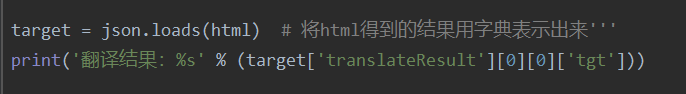 target = json.loads(html)  # 将html得到的结果用字典表示出来'''
print('翻译结果: %s' % (target['translateResult'][0][0]['tgt']))